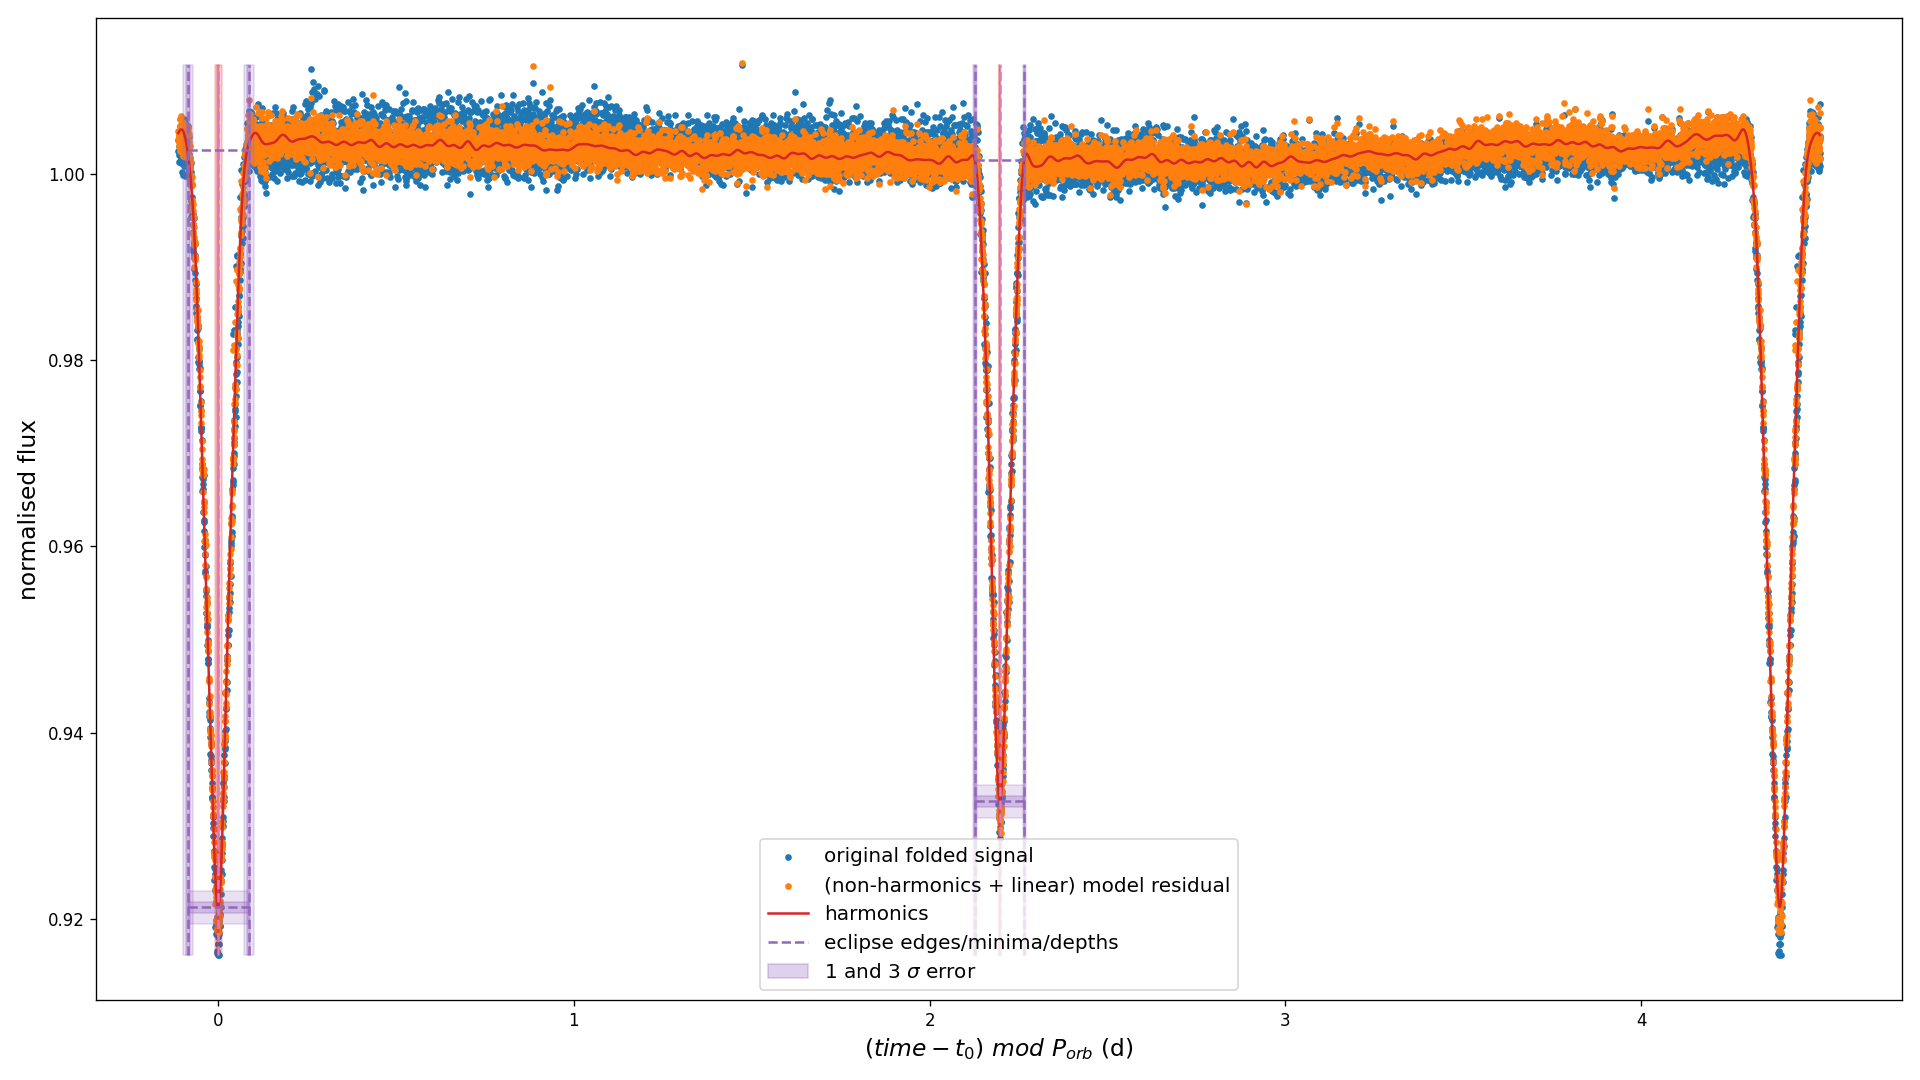 normalised flux
1.00
0.98
0.96
0.94
0.92
0
1
2
3
4
(time − t₀) mod Pₒᵣb (d)
original folded signal
(non-harmonics + linear) model residual
harmonics
eclipse edges/minima/depths
1 and 3 σ error